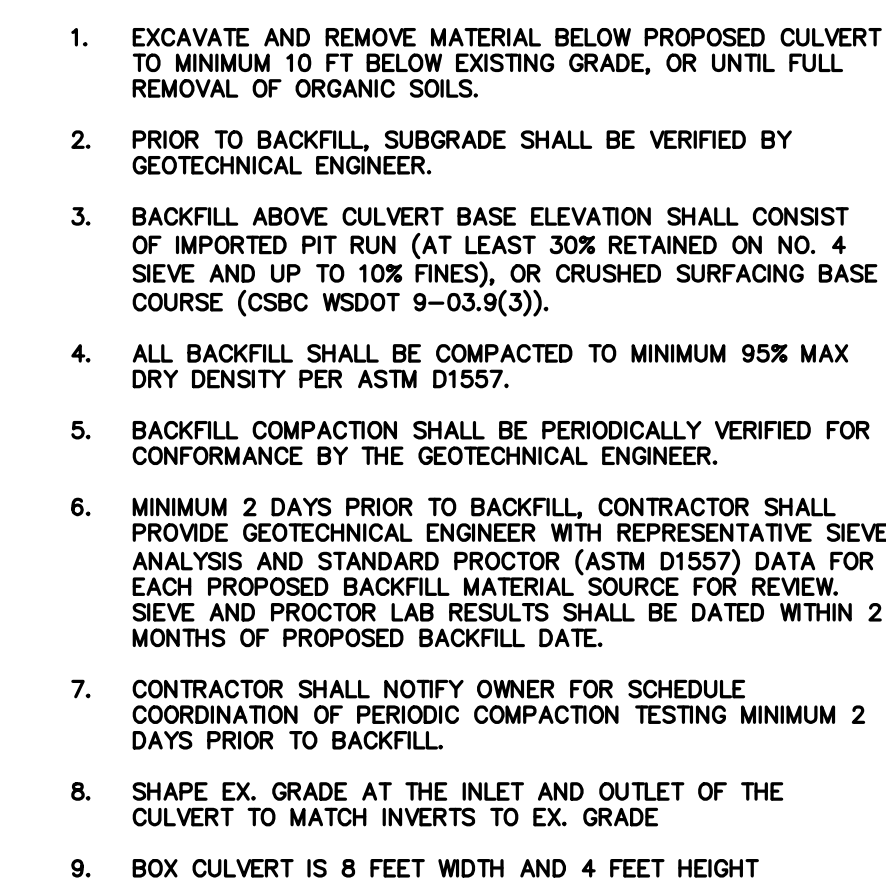 1. EXCAVATE AND REMOVE MATERIAL BELOW PROPOSED CULVERT
TO MINIMUM 10 FT BELOW EXISTING GRADE, OR UNTIL FULL
REMOVAL OF ORGANIC SOILS.
2. PRIOR TO BACKFILL, SUBGRADE SHALL BE VERIFIED BY
GEOTECHNICAL ENGINEER.
3. BACKFILL ABOVE CULVERT BASE ELEVATION SHALL CONSIST
OF IMPORTED PIT RUN (AT LEAST 30% RETAINED ON NO. 4
SIEVE AND UP TO 10% FINES), OR CRUSHED SURFACING BASE
COURSE (CSBC WSDOT 9-03.9(3)).
4. ALL BACKFILL SHALL BE COMPACTED TO MINIMUM 95% MAX
DRY DENSITY PER ASTM D1557.
5. BACKFILL COMPACTION SHALL BE PERIODICALLY VERIFIED FOR
CONFORMANCE BY THE GEOTECHNICAL ENGINEER.
6. MINIMUM 2 DAYS PRIOR TO BACKFILL, CONTRACTOR SHALL
PROVIDE GEOTECHNICAL ENGINEER WITH REPRESENTATIVE SIEVE
ANALYSIS AND STANDARD PROCTOR (ASTM D1557) DATA FOR
EACH PROPOSED BACKFILL MATERIAL SOURCE FOR REVIEW.
SIEVE AND PROCTOR LAB RESULTS SHALL BE DATED WITHIN 2
MONTHS OF PROPOSED BACKFILL DATE.
7. CONTRACTOR SHALL NOTIFY OWNER FOR SCHEDULE
COORDINATION OF PERIODIC COMPACTION TESTING MINIMUM 2
DAYS PRIOR TO BACKFILL.
8. SHAPE EX. GRADE AT THE INLET AND OUTLET OF THE
CULVERT TO MATCH INVERTS TO EX. GRADE
9. BOX CULVERT IS 8 FEET WIDTH AND 4 FEET HEIGHT